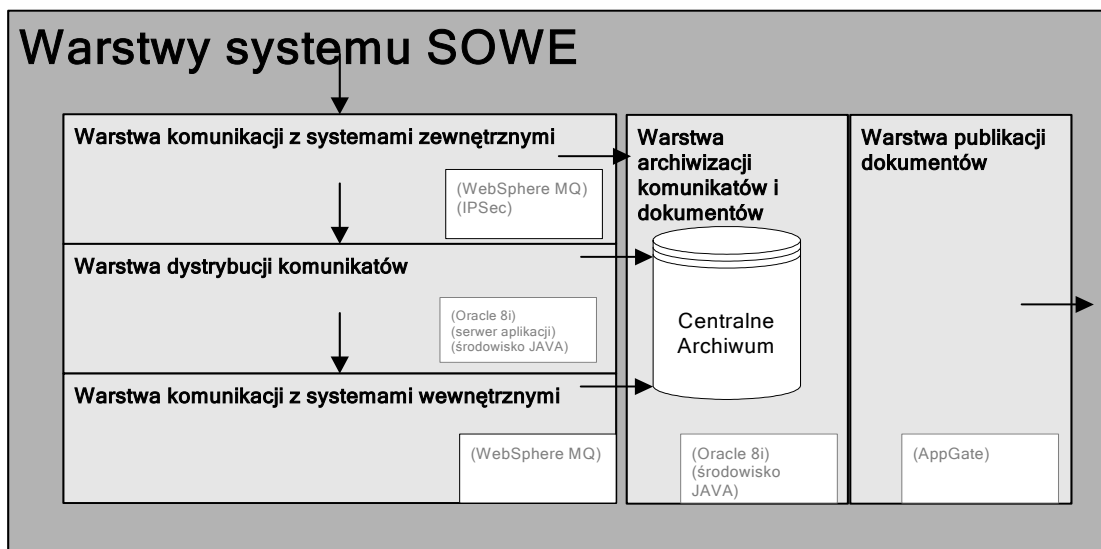 Warstwy systemu SOWE
Warstwa komunikacji z systemami zewnętrznymi
(WebSphere MQ)
(IPSec)
Warstwa dystrybucji komunikatów
(Oracle 8i)
(serwer aplikacji)
(środowisko JAVA)
Warstwa komunikacji z systemami wewnętrznymi
(WebSphere MQ)
Warstwa
archiwizacji
komunikatów i
dokumentów
Centralne
Archiwum
(Oracle 8i)
(środowisko
JAVA)
Warstwa publikacji
dokumentów
(AppGate)